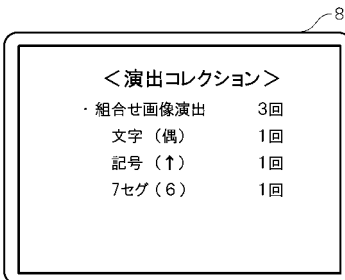 8
＜演出コレクション＞
・組合せ画像演出 3回
文字（偶） 1回
記号（↑） 1回
7セグ（6） 1回